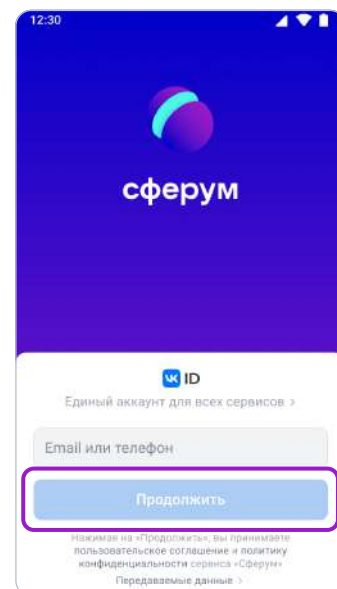 12:30
сферум
VK ID
Единый аккаунт для всех сервисов >
Email или телефон
Продолжить
Нажимая на «Продолжить», вы принимаете
пользовательское соглашение и политику
конфиденциальности сервиса «Сферум»
Передаваемые данные >